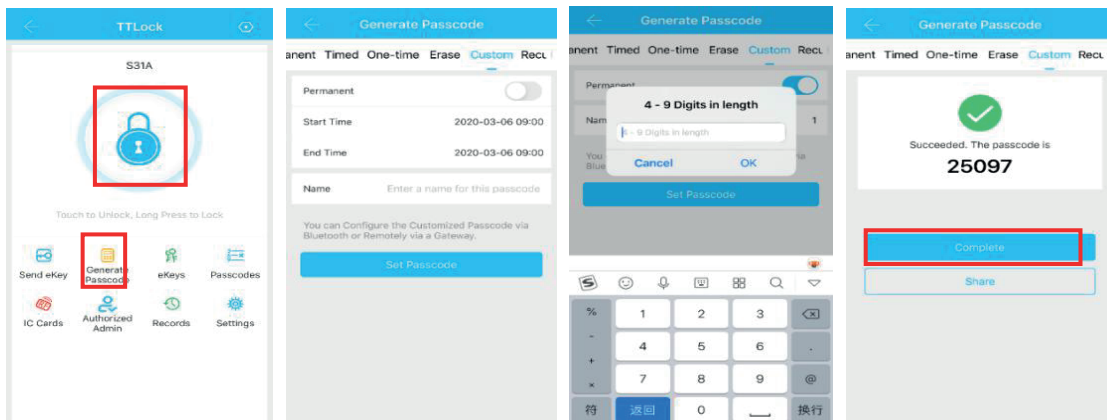 TTLock
S31A
Touch to Unlock, Long Press to Lock
Send eKey
Generate
Passcode
eKeys
Passcodes
IC Cards
Authorized
Admin
Records
Settings
Generate Passcode
anent Timed One-time Erase Custom Recu
Permanent
Start Time 2020-03-06 09:00
End Time 2020-03-06 09:00
Name Enter a name for this passcode
You can Configure the Customized Passcode via
Bluetooth or Remotely via a Gateway.
Set Passcode
Generate Passcode
anent Timed One-time Erase Custom Recu
Permanent
4 - 9 Digits in length
Nam 1
4 - 9 Digits in length
You
Blue
Cancel OK
Set Passcode
% 1 2 3
- 4 5 6 .
+
× 7 8 9 @
符 返回 0 换行
Generate Passcode
anent Timed One-time Erase Custom Recu
Succeeded. The passcode is
25097
Complete
Share